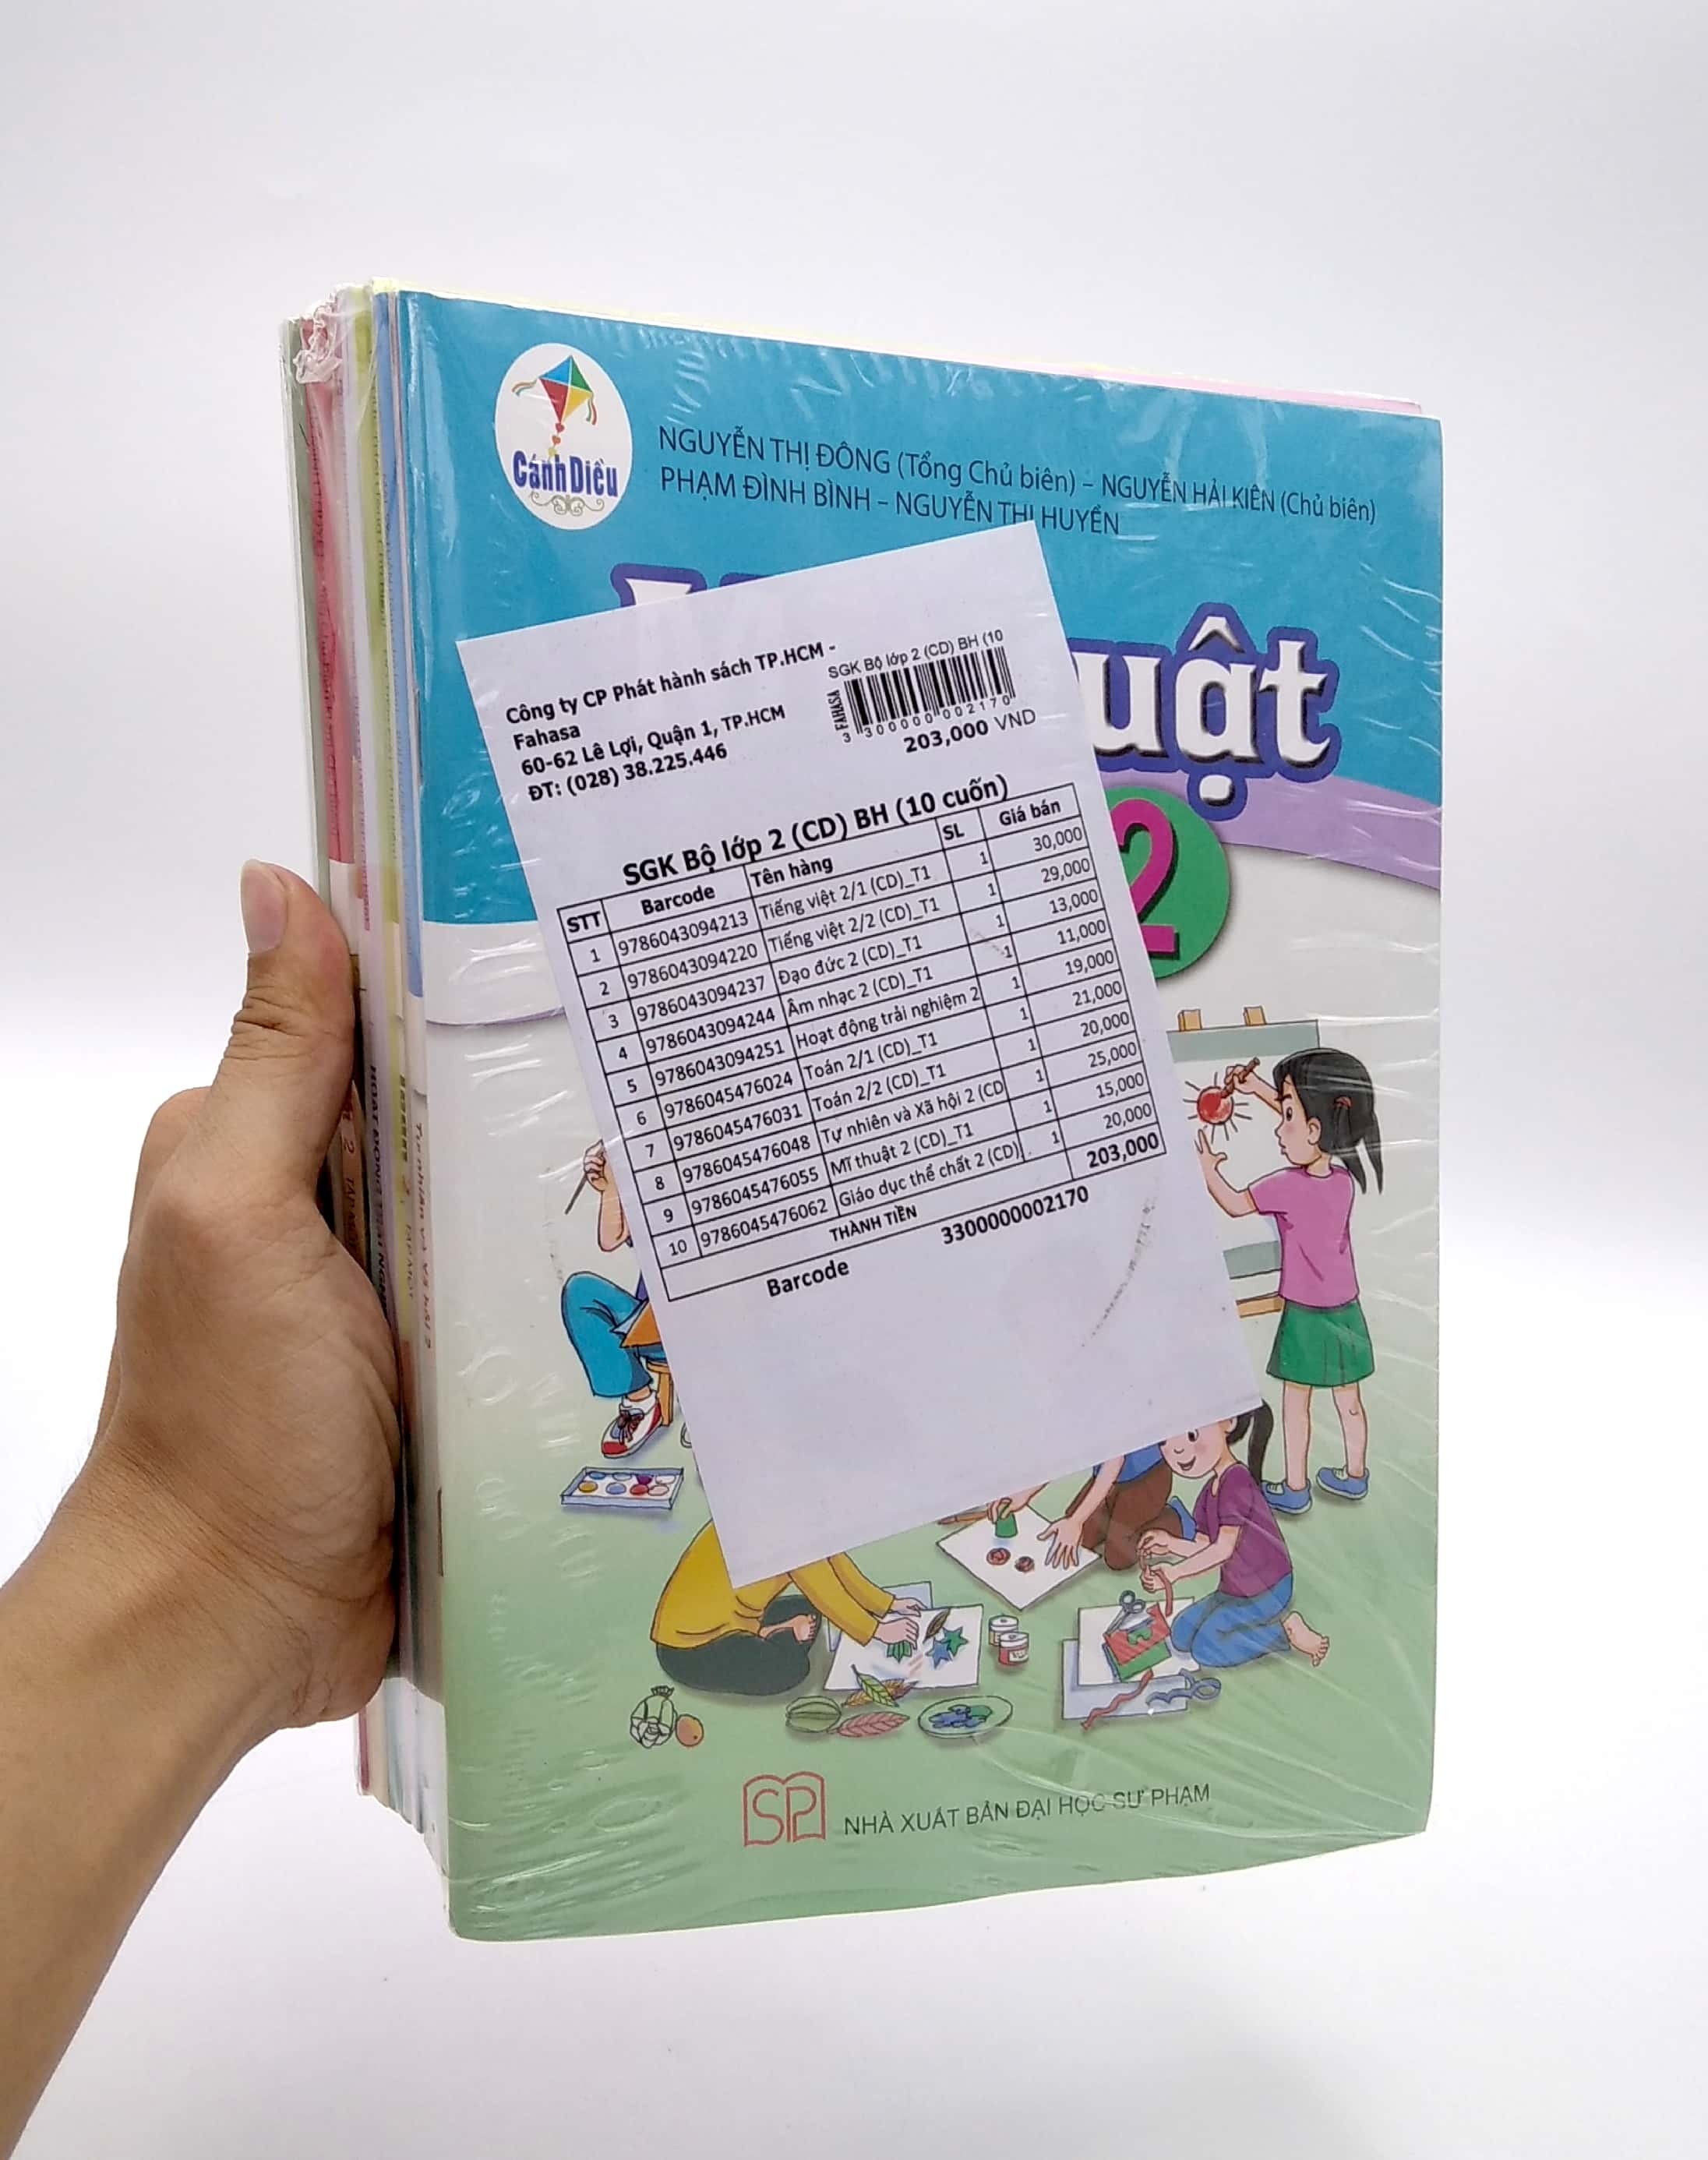 Cánh Diều
NGUYỄN THỊ ĐÔNG (Tổng Chủ biên) – NGUYỄN HẢI KIÊN (Chủ biên)
PHẠM ĐÌNH BÌNH – NGUYỄN THỊ HUYỀN
uật
2
Công ty CP Phát hành sách TP.HCM -
Fahasa
60-62 Lê Lợi, Quận 1, TP.HCM
ĐT: (028) 38.225.446
SGK Bộ lớp 2 (CD) BH (10
FAHASA
3 300000 002170
203,000 VND
SGK Bộ lớp 2 (CD) BH (10 cuốn)
STT Barcode Tên hàng SL Giá bán
1 9786043094213 Tiếng việt 2/1 (CD)_T1 1 30,000
2 9786043094220 Tiếng việt 2/2 (CD)_T1 1 29,000
3 9786043094237 Đạo đức 2 (CD)_T1 1 13,000
4 9786043094244 Âm nhạc 2 (CD)_T1 1 11,000
5 9786043094251 Hoạt động trải nghiệm 2 1 19,000
6 9786045476024 Toán 2/1 (CD)_T1 1 21,000
7 9786045476031 Toán 2/2 (CD)_T1 1 20,000
8 9786045476048 Tự nhiên và Xã hội 2 (CD 1 25,000
9 9786045476055 Mĩ thuật 2 (CD)_T1 1 15,000
10 9786045476062 Giáo dục thể chất 2 (CD) 1 20,000
THÀNH TIỀN 203,000
Barcode 3300000002170
SP
NHÀ XUẤT BẢN ĐẠI HỌC SƯ PHẠM